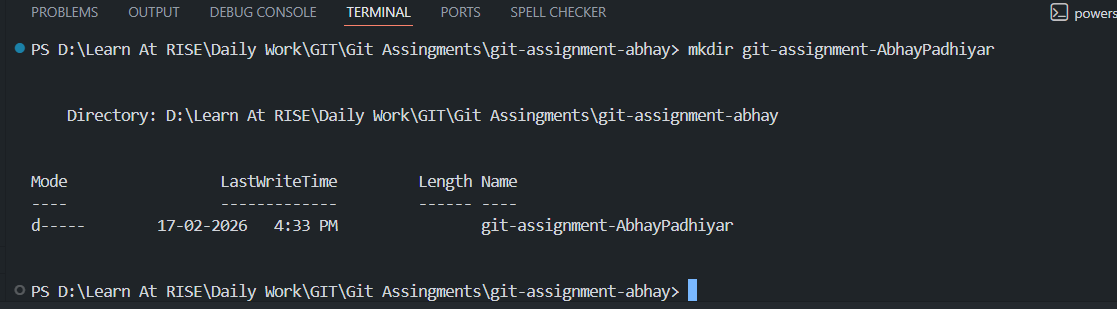 PROBLEMS OUTPUT DEBUG CONSOLE TERMINAL PORTS SPELL CHECKER powers
PS D:\Learn At RISE\Daily Work\GIT\Git Assingments\git-assignment-abhay> mkdir git-assignment-AbhayPadhiyar
Directory: D:\Learn At RISE\Daily Work\GIT\Git Assingments\git-assignment-abhay
Mode LastWriteTime Length Name
---- ------------- ------ ----
d----- 17-02-2026 4:33 PM git-assignment-AbhayPadhiyar
PS D:\Learn At RISE\Daily Work\GIT\Git Assingments\git-assignment-abhay>